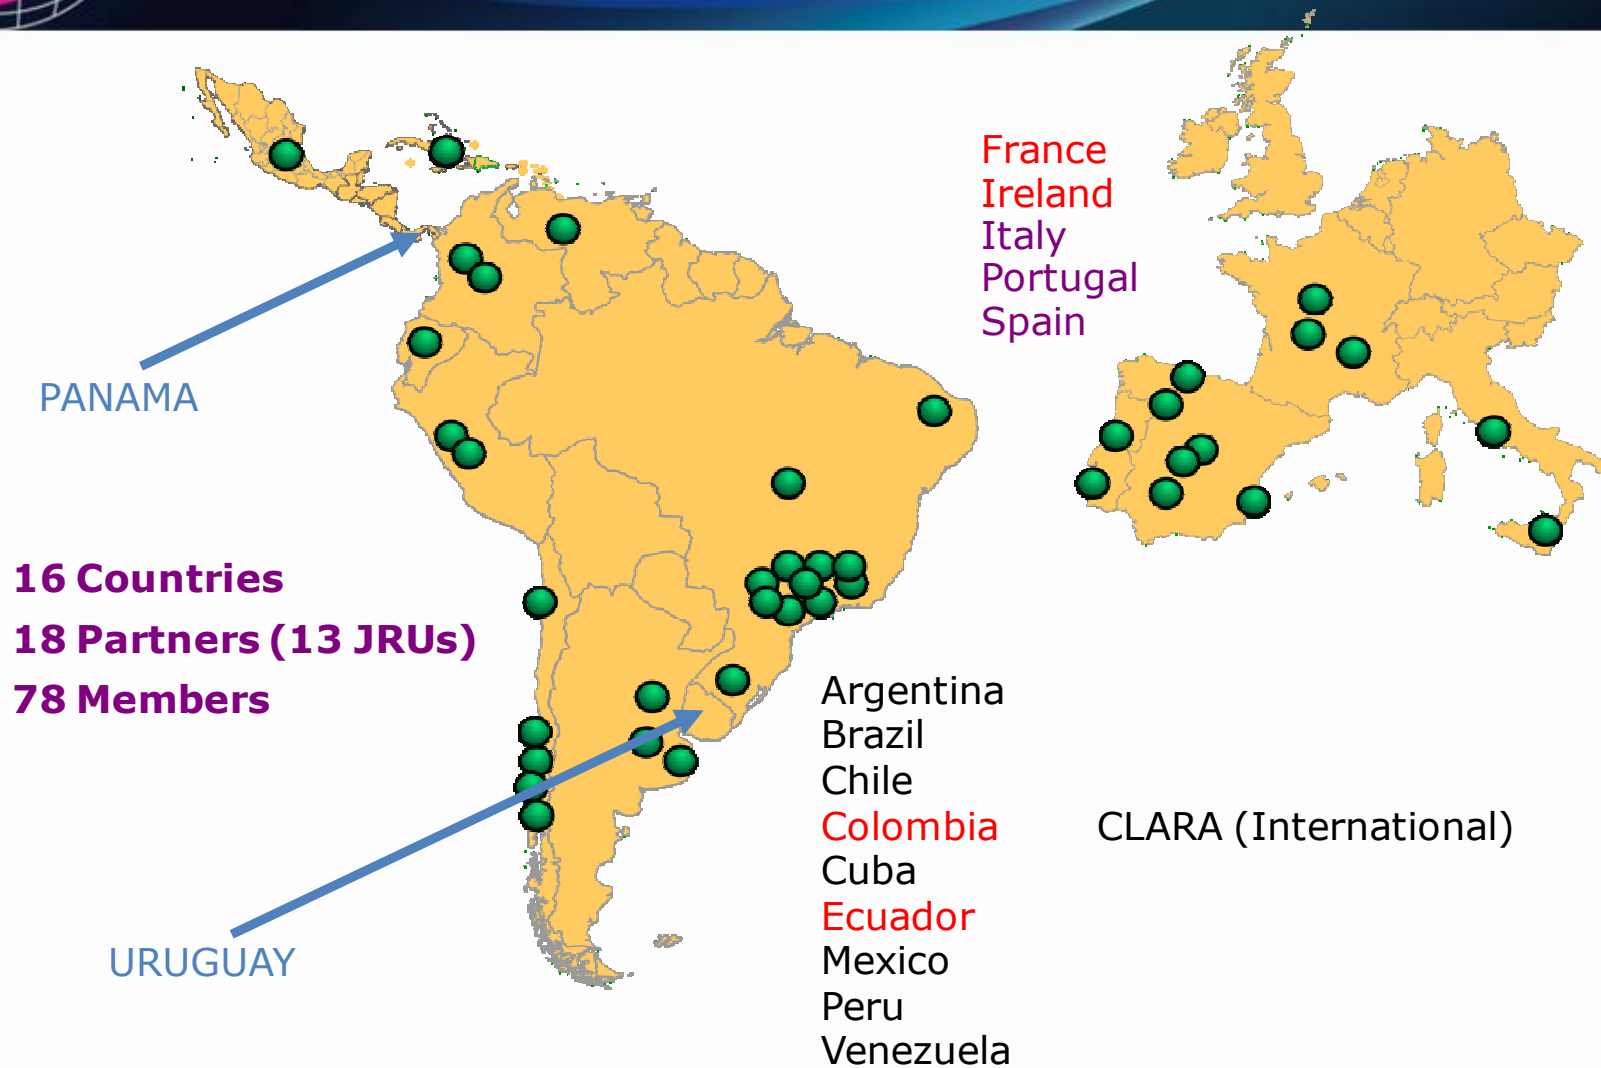 France
Ireland
Italy
Portugal
Spain
PANAMA
16 Countries
18 Partners (13 JRUs)
78 Members
Argentina
Brazil
Chile
Colombia
CLARA (International)
Cuba
Ecuador
URUGUAY
Mexico
Peru
Venezuela